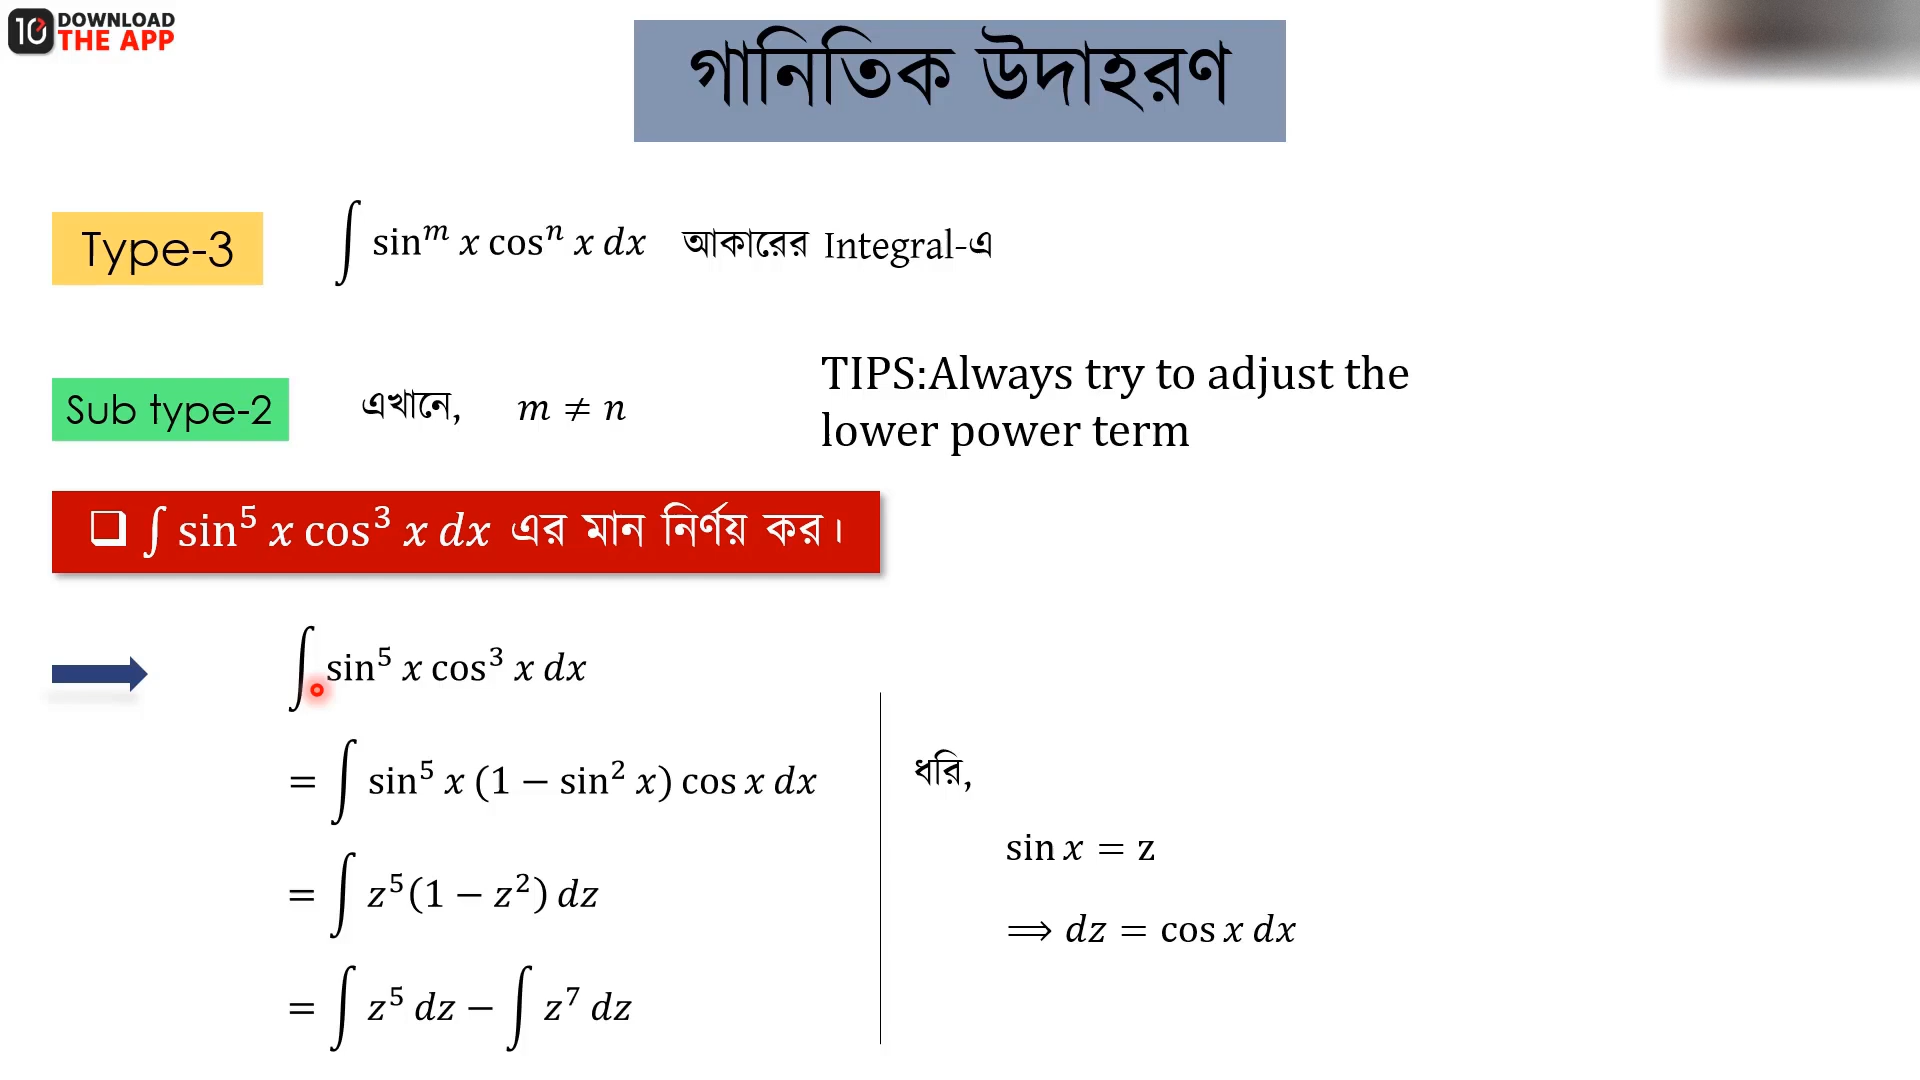 10 DOWNLOAD
THE APP
গানিতিক উদাহরণ
Type-3 ∫ sinᵐ x cosⁿ x dx আকারের Integral-এ
Sub type-2 এখানে, m ≠ n
TIPS:Always try to adjust the
lower power term
❑ ∫ sin⁵ x cos³ x dx এর মান নির্ণয় কর।
∫ sin⁵ x cos³ x dx
= ∫ sin⁵ x (1 − sin² x) cos x dx
= ∫ z⁵(1 − z²) dz
= ∫ z⁵ dz − ∫ z⁷ dz
ধরি,
sin x = z
⟹ dz = cos x dx